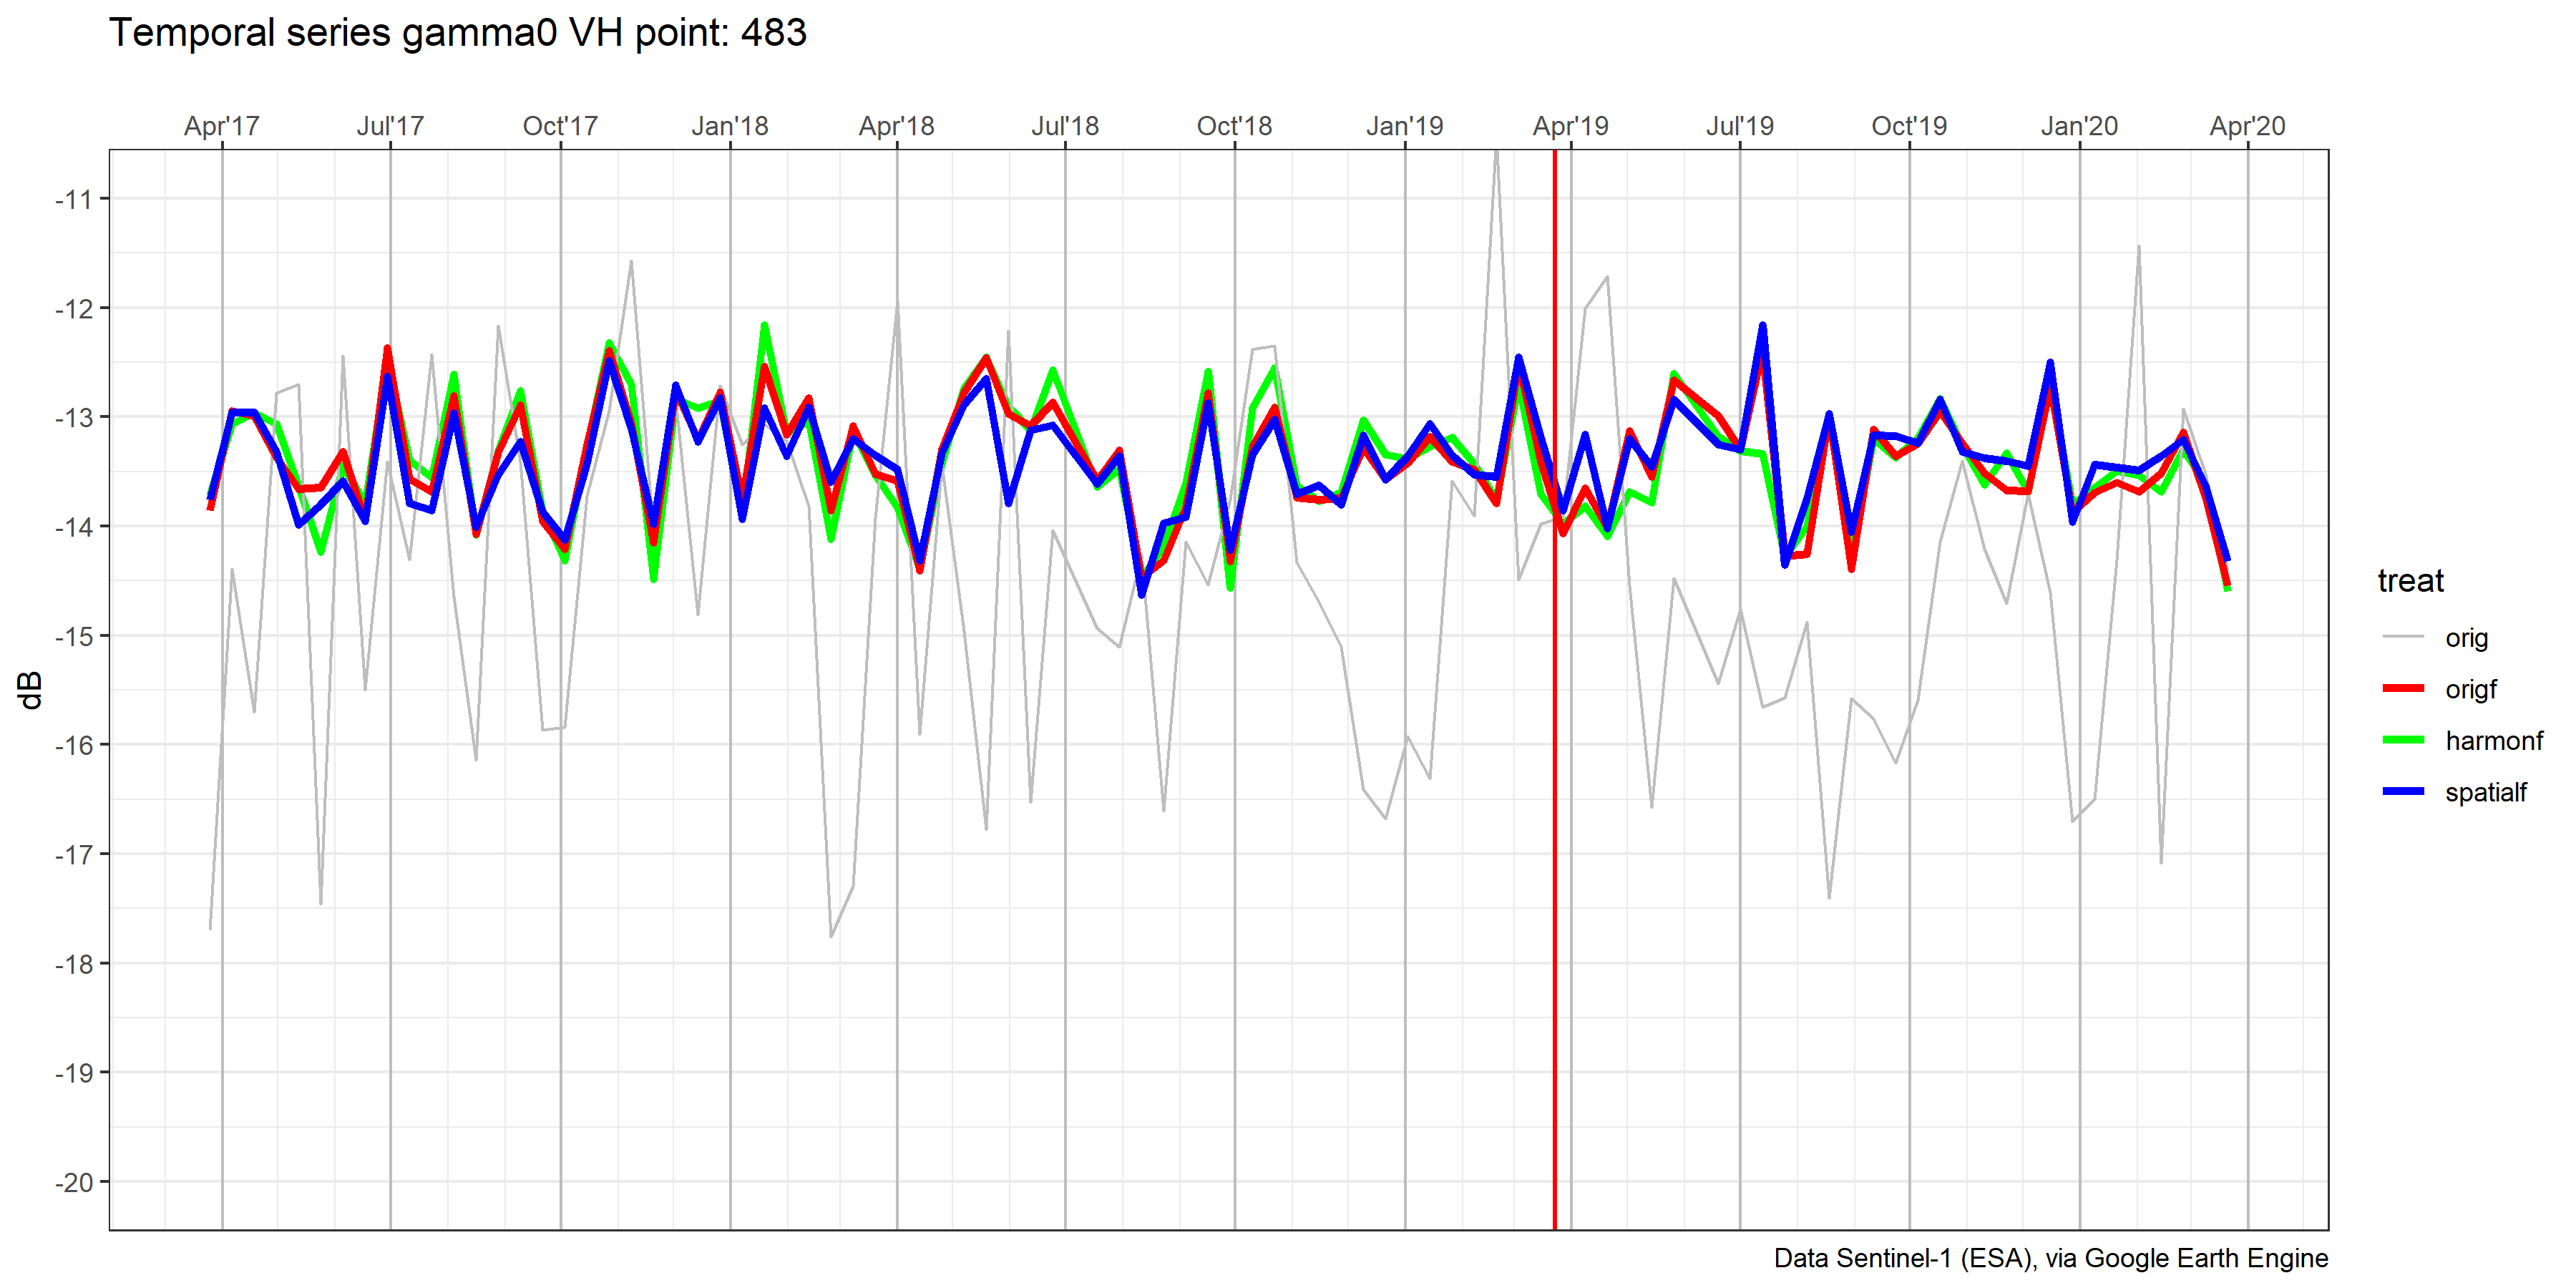 Temporal series gamma0 VH point: 483
Apr'17 Jul'17 Oct'17 Jan'18 Apr'18 Jul'18 Oct'18 Jan'19 Apr'19 Jul'19 Oct'19 Jan'20 Apr'20
-11
-12
-13
-14
-15
-16
-17
-18
-19
-20
dB
treat
orig
origf
harmonf
spatialf
Data Sentinel-1 (ESA), via Google Earth Engine